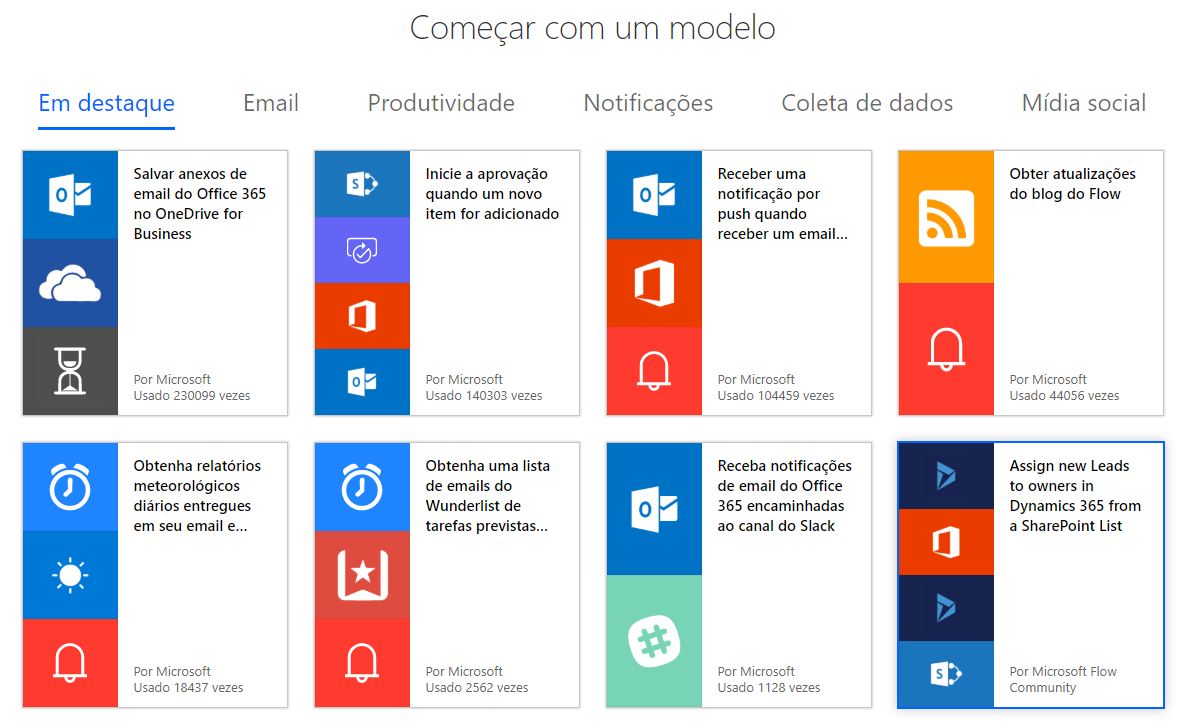 Começar com um modelo
Em destaque
Email
Produtividade
Notificações
Coleta de dados
Mídia social
Salvar anexos de
email do Office 365
no OneDrive for
Business
Por Microsoft
Usado 230099 vezes
Inicie a aprovação
quando um novo
item for adicionado
Por Microsoft
Usado 140303 vezes
Receber uma
notificação por
push quando
receber um email...
Por Microsoft
Usado 104459 vezes
Obter atualizações
do blog do Flow
Por Microsoft
Usado 44056 vezes
Obtenha relatórios
meteorológicos
diários entregues
em seu email e...
Por Microsoft
Usado 18437 vezes
Obtenha uma lista
de emails do
Wunderlist de
tarefas previstas...
Por Microsoft
Usado 2562 vezes
Receba notificações
de email do Office
365 encaminhadas
ao canal do Slack
Por Microsoft
Usado 1128 vezes
Assign new Leads
to owners in
Dynamics 365 from
a SharePoint List
Por Microsoft Flow
Community